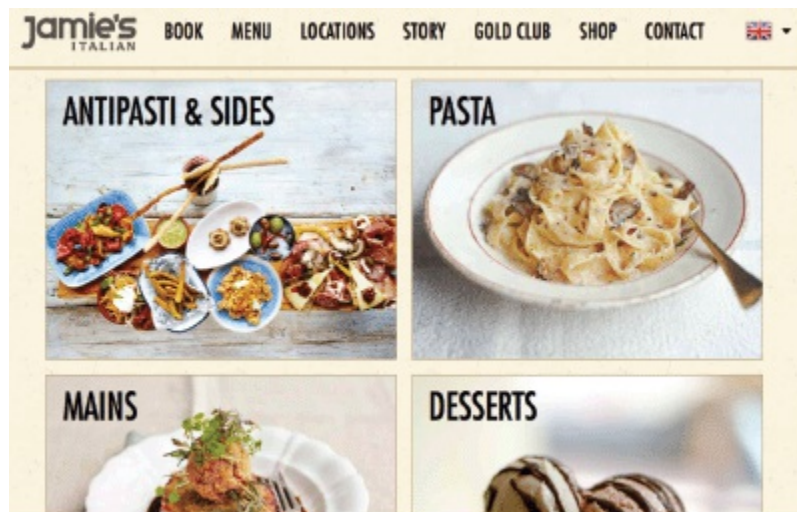 Jamie's
ITALIAN
BOOK MENU LOCATIONS STORY GOLD CLUB SHOP CONTACT
ANTIPASTI & SIDES
PASTA
MAINS
DESSERTS